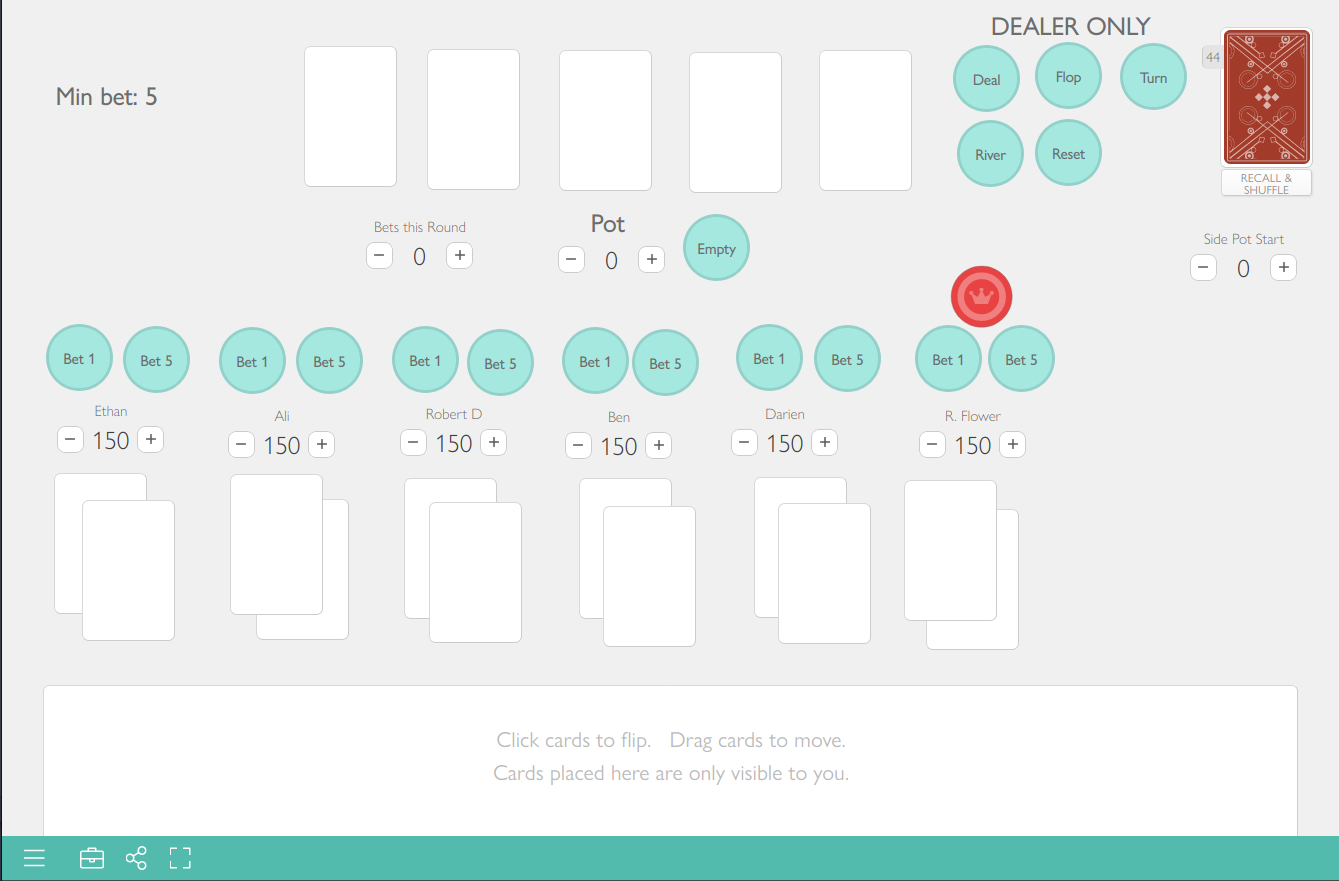 DEALER ONLY
Min bet: 5
Deal
Flop
Turn
44
River
Reset
RECALL &
SHUFFLE
Bets this Round
− 0 +
Pot
− 0 +
Empty
Side Pot Start
− 0 +
Bet 1
Bet 5
Bet 1
Bet 5
Bet 1
Bet 5
Bet 1
Bet 5
Bet 1
Bet 5
Bet 1
Bet 5
Ethan
− 150 +
Ali
− 150 +
Robert D
− 150 +
Ben
− 150 +
Darien
− 150 +
R. Flower
− 150 +
Click cards to flip. Drag cards to move.
Cards placed here are only visible to you.